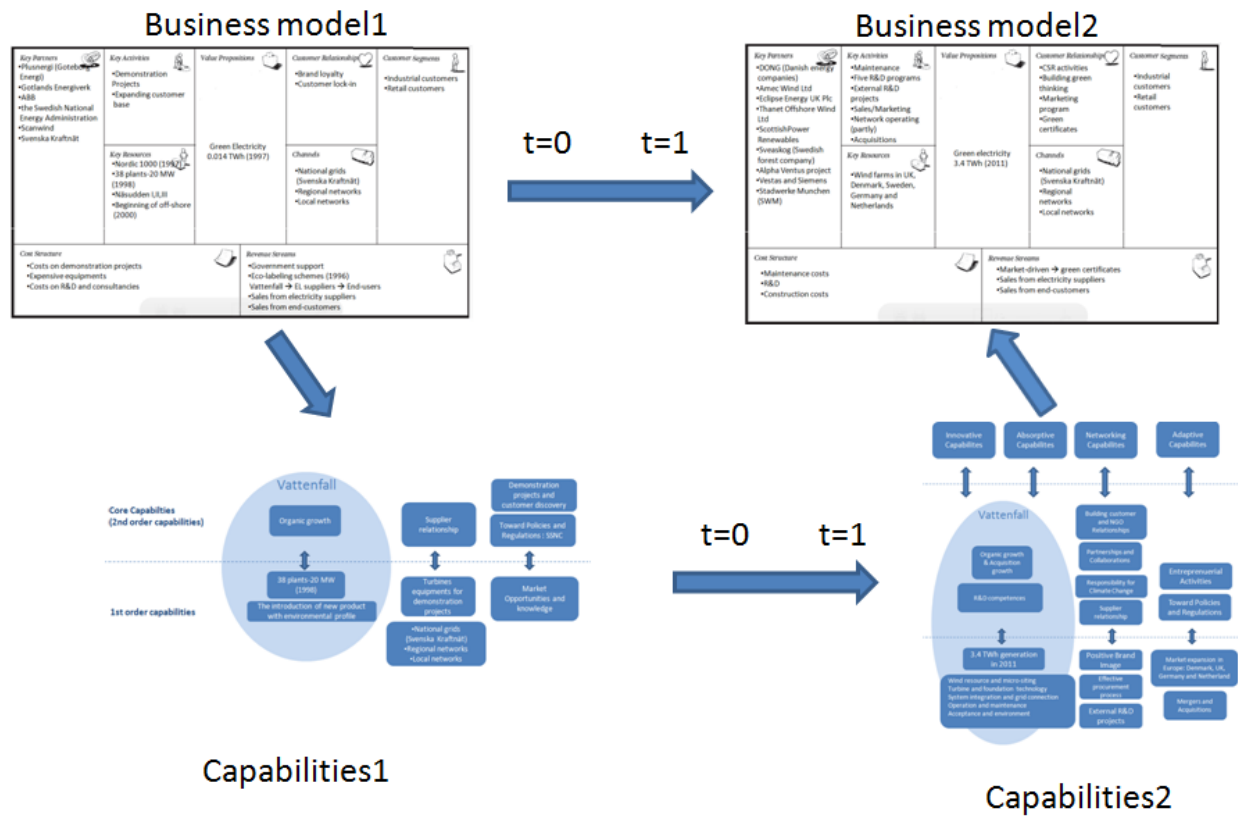 Business model1
Key Partners
•Plusnergi (Goteborg
Energi)
•Gotlands Energiverk
•ABB
•the Swedish National
Energy Administration
•Scanwind
•Svenska Kraftnät
Key Activities
•Demonstration
Projects
•Expanding customer
base
Key Resources
•Nordic 1000 (1992)
•38 plants-20 MW
(1998)
•Näsudden I,II,III
•Beginning of off-shore
(2000)
Value Propositions
Green Electricity
0.014 TWh (1997)
Customer Relationships
•Brand loyalty
•Customer lock-in
Channels
•National grids
(Svenska Kraftnät)
•Regional networks
•Local networks
Customer Segments
•Industrial customers
•Retail customers
Cost Structure
•Costs on demonstration projects
•Expensive equipments
•Costs on R&D and consultancies
Revenue Streams
•Government support
•Eco-labeling schemes (1996)
Vattenfall → EL suppliers → End-users
•Sales from electricity suppliers
•Sales from end-customers
t=0 t=1
Business model2
Key Partners
•DONG (Danish energy
companies)
•Amec Wind Ltd
•Eclipse Energy UK Plc
•Thanet Offshore Wind
Ltd
•ScottishPower
Renewables
•Sveaskog (Swedish
forest company)
•Alpha Ventus project
•Vestas and Siemens
•Stadwerke Munchen
(SWM)
Key Activities
•Maintenance
•Five R&D programs
•External R&D
projects
•Sales/Marketing
•Network operating
(partly)
•Acquisitions
Key Resources
•Wind farms in UK,
Denmark, Sweden,
Germany and
Netherlands
Value Propositions
Green electricity
3.4 TWh (2011)
Customer Relationships
•CSR activities
•Building green
thinking
•Marketing
program
•Green
certificates
Channels
•National grids
(Svenska Kraftnät)
•Regional
networks
•Local networks
Customer Segments
•Industrial
customers
•Retail
customers
Cost Structure
•Maintenance costs
•R&D
•Construction costs
Revenue Streams
•Market-driven → green certificates
•Sales from electricity suppliers
•Sales from end-customers
Core Capabilties
(2nd order capabilities)
1st order capabilities
Vattenfall
Organic growth
38 plants-20 MW
(1998)
The introduction of new product
with environmental profile
Supplier
relationship
Turbines
equipments for
demonstration
projects
•National grids
(Svenska Kraftnät)
•Regional networks
•Local networks
Demonstration
projects and
customer discovery
Toward Policies and
Regulations : SSNC
Market
Opportunities and
knowledge
Capabilities1
t=0 t=1
Innovative
Capabilites
Absorptive
Capabilites
Networking
Capabilites
Adaptive
Capabilites
Vattenfall
Organic growth
& Acquisition
growth
R&D competences
3.4 TWh generation
in 2011
Wind resource and micro-siting
Turbine and foundation technology
System integration and grid connection
Operation and maintenance
Acceptance and environment
Building customer
and NGO
Relationships
Partnerships and
Collaborations
Responsibility for
Climate Change
Supplier
relationship
Positive Brand
Image
Effective
procurement
process
External R&D
projects
Entrepreneurial
Activities
Toward Policies
and Regulations
Market expansion in
Europe: Denmark, UK,
Germany and Netherland
Mergers and
Acquisitions
Capabilities2